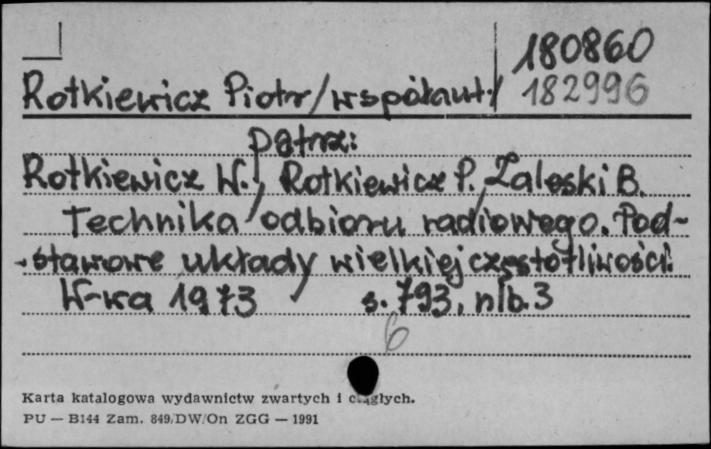 180860
Rotkiewicz Piotr /współaut./ 182996
patrz:
Rotkiewicz W., Rotkiewicz P., Zaleski B.
Technika odbioru radiowego. Pod-
stawowe układy wielkiej częstotliwości.
W-wa 1973 s. 793, nlb. 3
6
Karta katalogowa wydawnictw zwartych i ciągłych.
PU — B144 Zam. 849/DW/On ZGG — 1991